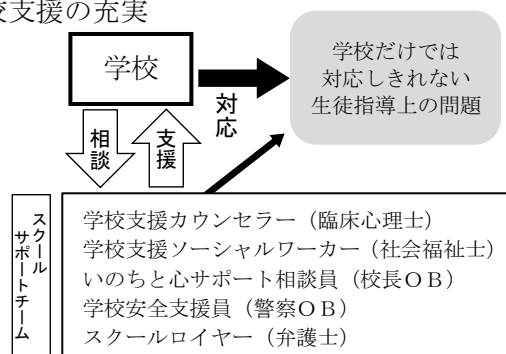 校支援の充実
学校
学校だけでは
対応しきれない
生徒指導上の問題
対応
相談
支援
スクール
サポートチーム
学校支援カウンセラー（臨床心理士）
学校支援ソーシャルワーカー（社会福祉士）
いのちと心サポート相談員（校長ＯＢ）
学校安全支援員（警察ＯＢ）
スクールロイヤー（弁護士）